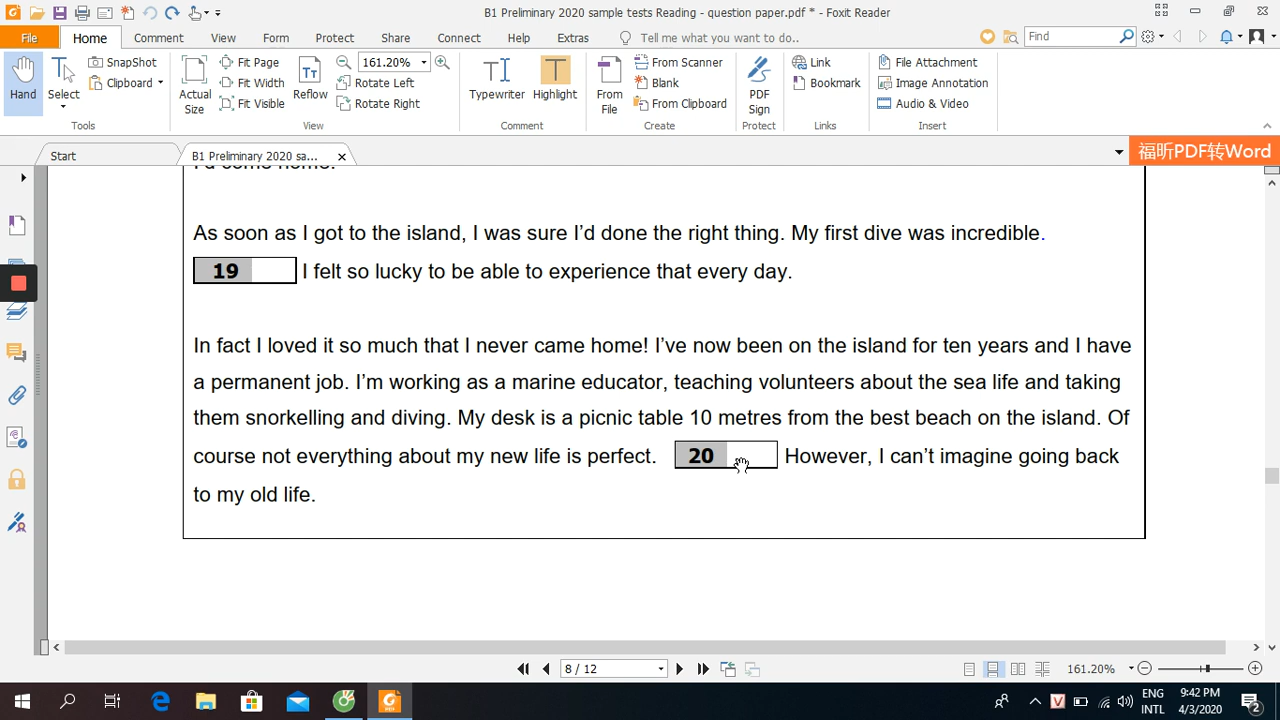 B1 Preliminary 2020 sample tests Reading - question paper.pdf * - Foxit Reader
File Home Comment View Form Protect Share Connect Help Extras Tell me what you want to do.. Find
Hand Select SnapShot Clipboard Actual Size Fit Page Fit Width Fit Visible Reflow 161.20% Rotate Left Rotate Right Typewriter Highlight From File From Scanner Blank From Clipboard PDF Sign Link Bookmark File Attachment Image Annotation Audio & Video
Tools View Comment Create Protect Links Insert
Start B1 Preliminary 2020 sa... 福昕PDF转Word
I'd come home.
As soon as I got to the island, I was sure I'd done the right thing. My first dive was incredible.
19 I felt so lucky to be able to experience that every day.
In fact I loved it so much that I never came home! I've now been on the island for ten years and I have
a permanent job. I'm working as a marine educator, teaching volunteers about the sea life and taking
them snorkelling and diving. My desk is a picnic table 10 metres from the best beach on the island. Of
course not everything about my new life is perfect. 20 However, I can't imagine going back
to my old life.
8 / 12 161.20%
ENG 9:42 PM
INTL 4/3/2020 2